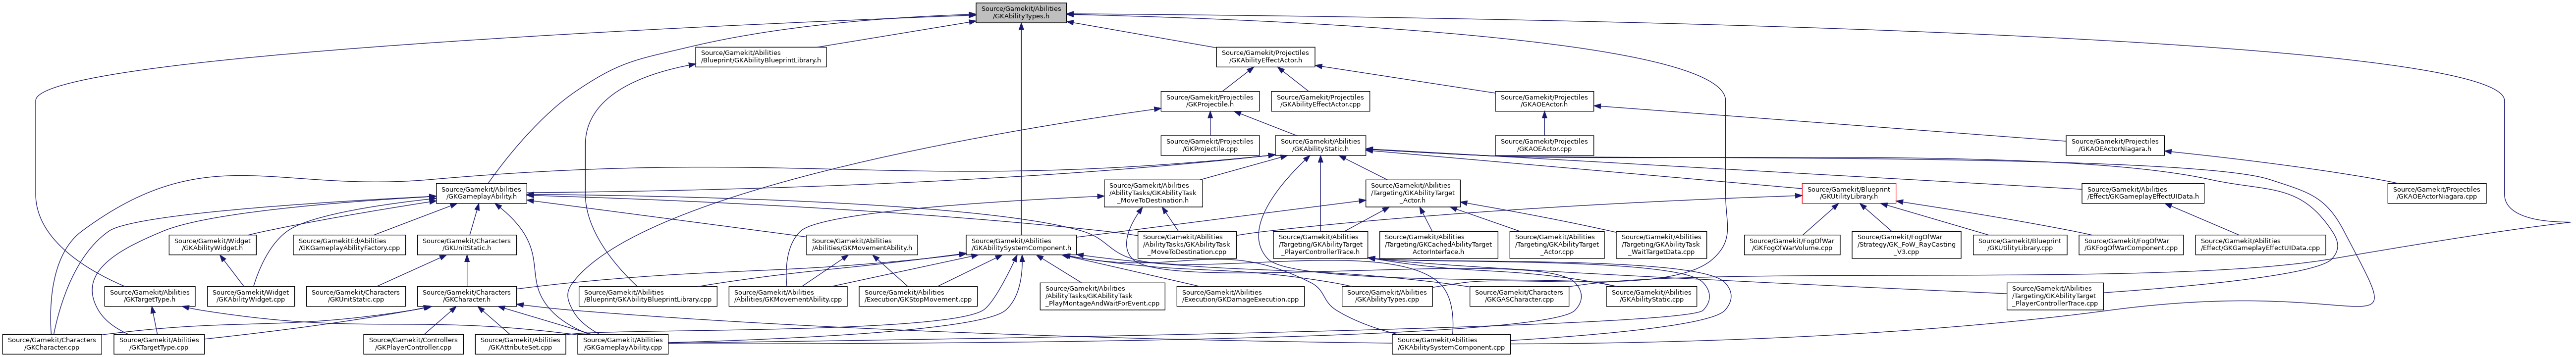 Source/Gamekit/Abilities
/GKAbilityTypes.h
Source/Gamekit/Abilities
/Blueprint/GKAbilityBlueprintLibrary.h
Source/Gamekit/Projectiles
/GKAbilityEffectActor.h
Source/Gamekit/Projectiles
/GKProjectile.h
Source/Gamekit/Projectiles
/GKAbilityEffectActor.cpp
Source/Gamekit/Projectiles
/GKAOEActor.h
Source/Gamekit/Projectiles
/GKProjectile.cpp
Source/Gamekit/Abilities
/GKAbilityStatic.h
Source/Gamekit/Projectiles
/GKAOEActor.cpp
Source/Gamekit/Projectiles
/GKAOEActorNiagara.h
Source/Gamekit/Abilities
/GKGameplayAbility.h
Source/Gamekit/Abilities
/AbilityTasks/GKAbilityTask
_MoveToDestination.h
Source/Gamekit/Abilities
/Targeting/GKAbilityTarget
_Actor.h
Source/Gamekit/Blueprint
/GKUtilityLibrary.h
Source/Gamekit/Abilities
/Effect/GKGameplayEffectUIData.h
Source/Gamekit/Projectiles
/GKAOEActorNiagara.cpp
Source/Gamekit/Widget
/GKAbilityWidget.h
Source/GamekitEd/Abilities
/GKGameplayAbilityFactory.cpp
Source/Gamekit/Characters
/GKUnitStatic.h
Source/Gamekit/Abilities
/Abilities/GKMovementAbility.h
Source/Gamekit/Abilities
/GKAbilitySystemComponent.h
Source/Gamekit/Abilities
/AbilityTasks/GKAbilityTask
_MoveToDestination.cpp
Source/Gamekit/Abilities
/Targeting/GKAbilityTarget
_PlayerControllerTrace.h
Source/Gamekit/Abilities
/Targeting/GKCachedAbilityTarget
ActorInterface.h
Source/Gamekit/Abilities
/Targeting/GKAbilityTarget
_Actor.cpp
Source/Gamekit/Abilities
/Targeting/GKAbilityTask
_WaitTargetData.cpp
Source/Gamekit/FogOfWar
/GKFogOfWarVolume.cpp
Source/Gamekit/FogOfWar
/Strategy/GK_FoW_RayCasting
_V3.cpp
Source/Gamekit/Blueprint
/GKUtilityLibrary.cpp
Source/Gamekit/FogOfWar
/GKFogOfWarComponent.cpp
Source/Gamekit/Abilities
/Effect/GKGameplayEffectUIData.cpp
Source/Gamekit/Abilities
/GKTargetType.h
Source/Gamekit/Widget
/GKAbilityWidget.cpp
Source/Gamekit/Characters
/GKUnitStatic.cpp
Source/Gamekit/Characters
/GKCharacter.h
Source/Gamekit/Abilities
/Blueprint/GKAbilityBlueprintLibrary.cpp
Source/Gamekit/Abilities
/Abilities/GKMovementAbility.cpp
Source/Gamekit/Abilities
/Execution/GKStopMovement.cpp
Source/Gamekit/Abilities
/AbilityTasks/GKAbilityTask
_PlayMontageAndWaitForEvent.cpp
Source/Gamekit/Abilities
/Execution/GKDamageExecution.cpp
Source/Gamekit/Abilities
/GKAbilityTypes.cpp
Source/Gamekit/Characters
/GKGASCharacter.cpp
Source/Gamekit/Abilities
/GKAbilityStatic.cpp
Source/Gamekit/Abilities
/Targeting/GKAbilityTarget
_PlayerControllerTrace.cpp
Source/Gamekit/Characters
/GKCharacter.cpp
Source/Gamekit/Abilities
/GKTargetType.cpp
Source/Gamekit/Controllers
/GKPlayerController.cpp
Source/Gamekit/Abilities
/GKAttributeSet.cpp
Source/Gamekit/Abilities
/GKGameplayAbility.cpp
Source/Gamekit/Abilities
/GKAbilitySystemComponent.cpp